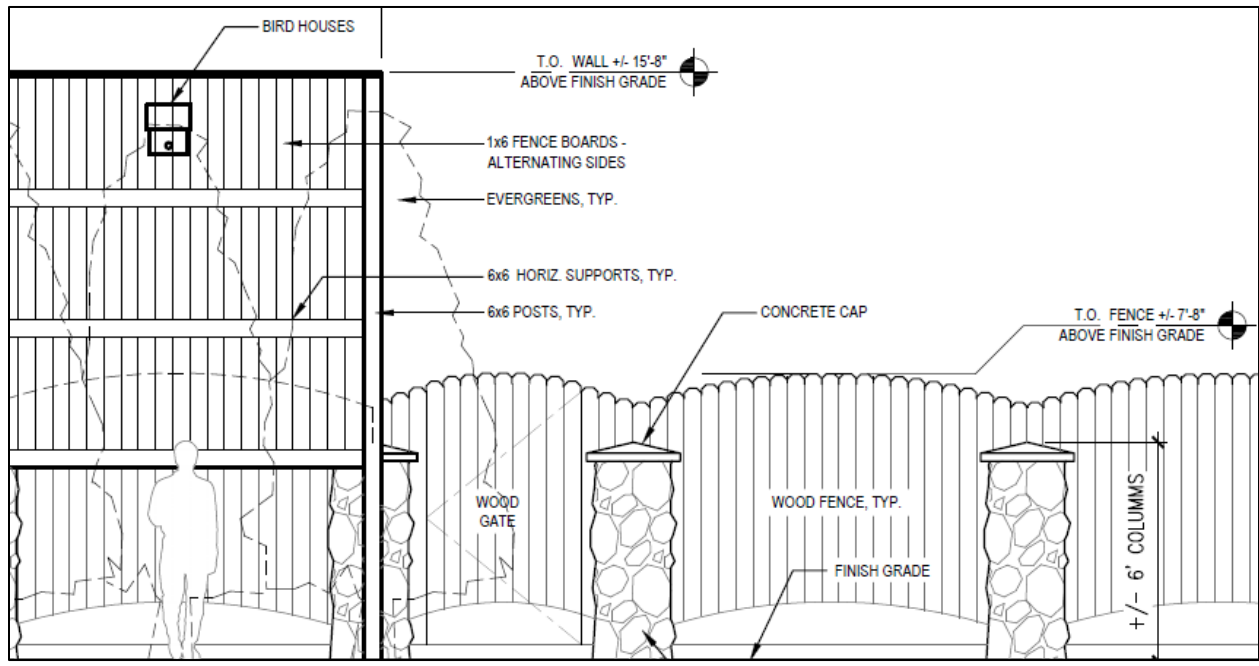 BIRD HOUSES
T.O. WALL +/- 15'-8"
ABOVE FINISH GRADE
1x6 FENCE BOARDS -
ALTERNATING SIDES
EVERGREENS, TYP.
6x6 HORIZ. SUPPORTS, TYP.
6x6 POSTS, TYP.
CONCRETE CAP
T.O. FENCE +/- 7'-8"
ABOVE FINISH GRADE
WOOD
GATE
WOOD FENCE, TYP.
FINISH GRADE
+/- 6' COLUMMS